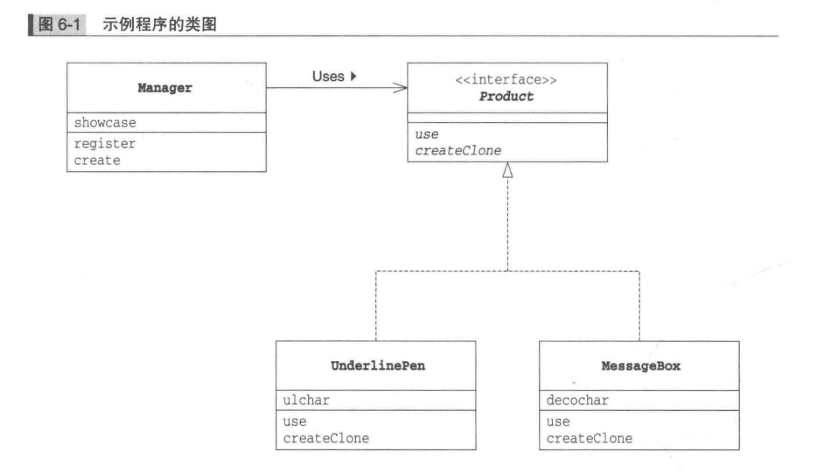 图 6-1 示例程序的类图
Manager
showcase
register
create
Uses
<<interface>>
Product
use
createClone
UnderlinePen
ulchar
use
createClone
MessageBox
decochar
use
createClone